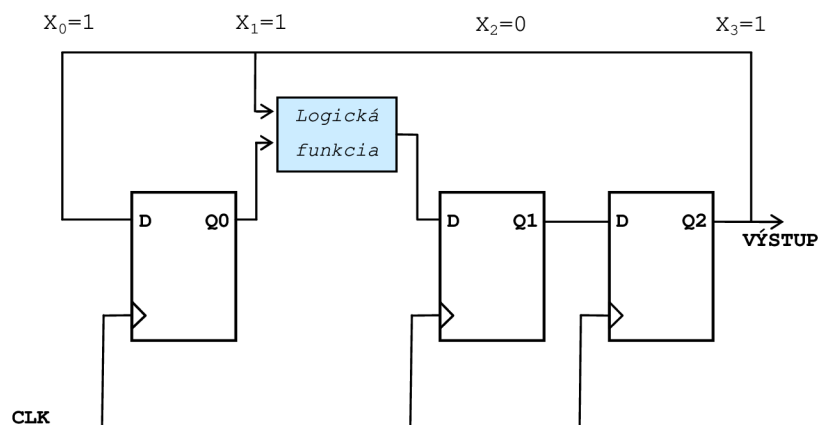 X₀=1 X₁=1 X₂=0 X₃=1
Logická
funkcia
D Q0 D Q1 D Q2
VÝSTUP
CLK